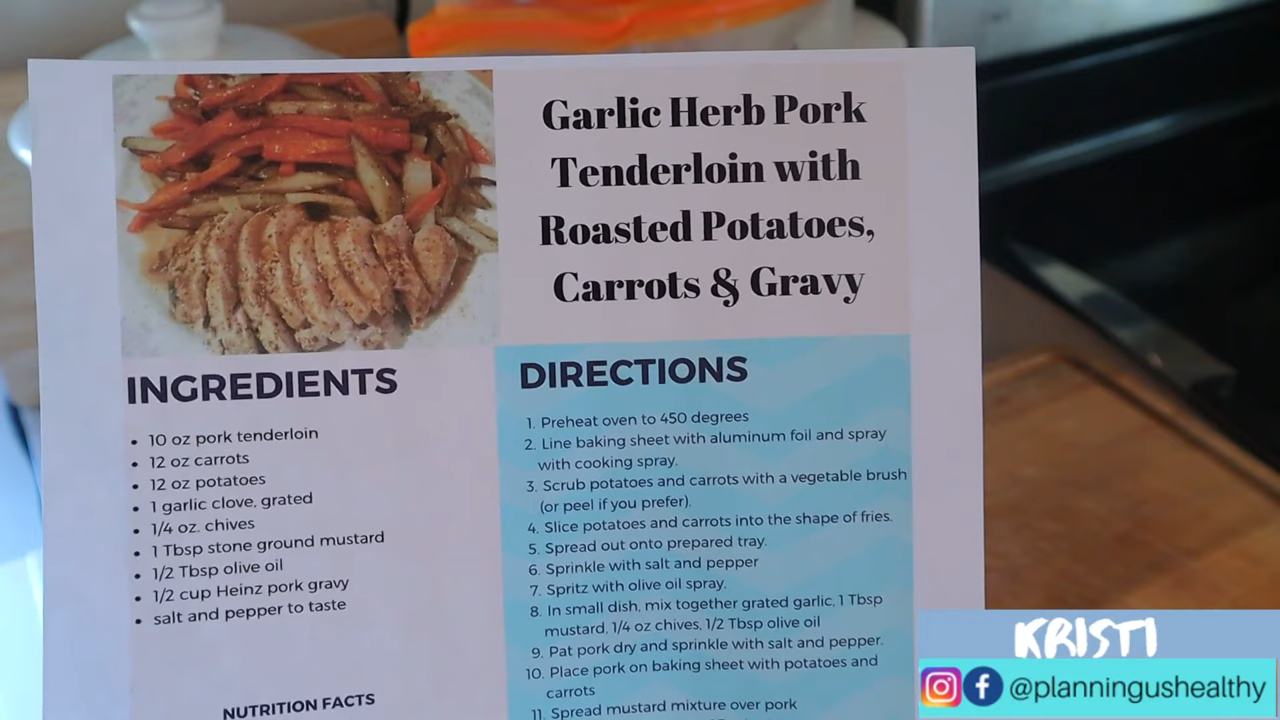 Garlic Herb Pork
Tenderloin with
Roasted Potatoes,
Carrots & Gravy
INGREDIENTS
• 10 oz pork tenderloin
• 12 oz carrots
• 12 oz potatoes
• 1 garlic clove, grated
• 1/4 oz. chives
• 1 Tbsp stone ground mustard
• 1/2 Tbsp olive oil
• 1/2 cup Heinz pork gravy
• salt and pepper to taste
NUTRITION FACTS
DIRECTIONS
1. Preheat oven to 450 degrees
2. Line baking sheet with aluminum foil and spray
with cooking spray.
3. Scrub potatoes and carrots with a vegetable brush
(or peel if you prefer).
4. Slice potatoes and carrots into the shape of fries.
5. Spread out onto prepared tray.
6. Sprinkle with salt and pepper
7. Spritz with olive oil spray.
8. In small dish, mix together grated garlic, 1 Tbsp
mustard, 1/4 oz chives, 1/2 Tbsp olive oil
9. Pat pork dry and sprinkle with salt and pepper.
10. Place pork on baking sheet with potatoes and
carrots
11. Spread mustard mixture over pork
KRISTI
@planningushealthy